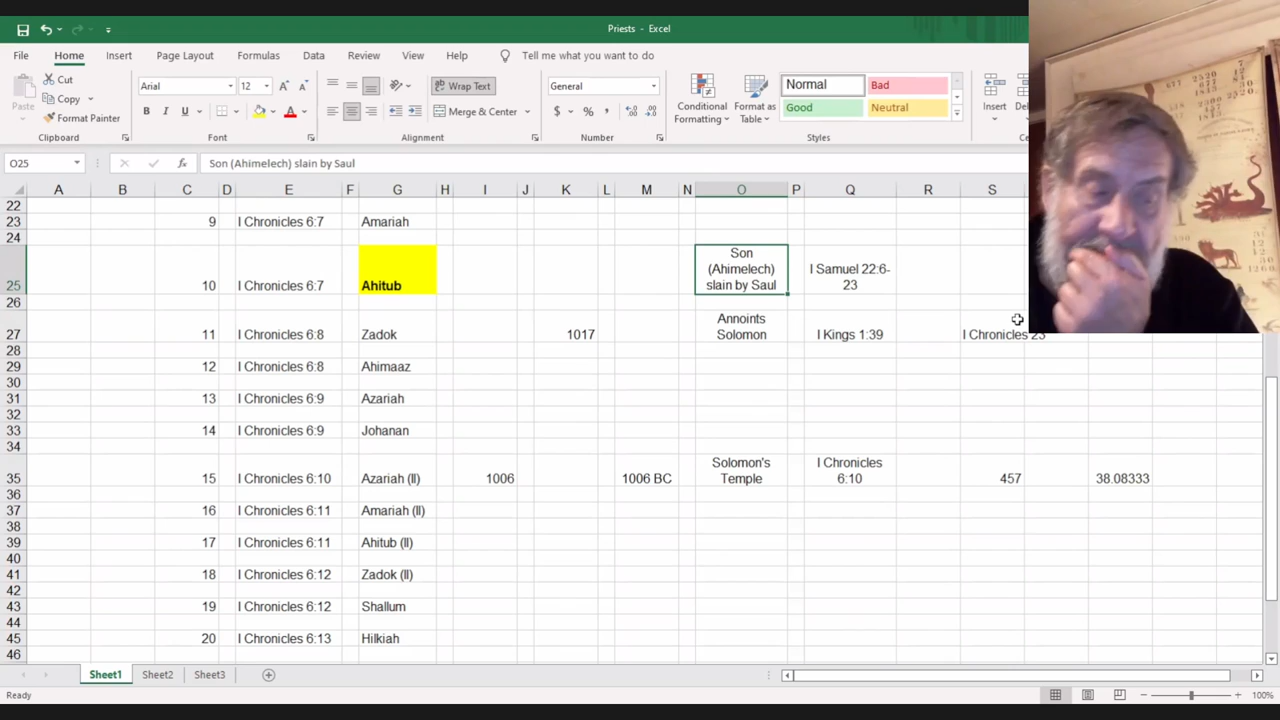 Priests - Excel
File Home Insert Page Layout Formulas Data Review View Help Tell me what you want to do
Paste Cut Copy Format Painter Clipboard
Arial 12 B I U Font
Wrap Text Merge & Center Alignment
General $ % Number
Conditional Formatting Format as Table
Normal Bad Good Neutral Styles
Insert
O25 fx Son (Ahimelech) slain by Saul
A B C D E F G H I J K L M N O P Q R S
22
23 9 I Chronicles 6:7 Amariah
24
25 10 I Chronicles 6:7 Ahitub Son (Ahimelech) slain by Saul I Samuel 22:6-23
26
27 11 I Chronicles 6:8 Zadok 1017 Annoints Solomon I Kings 1:39 I Chronicles 23
28
29 12 I Chronicles 6:8 Ahimaaz
30
31 13 I Chronicles 6:9 Azariah
32
33 14 I Chronicles 6:9 Johanan
34
35 15 I Chronicles 6:10 Azariah (II) 1006 1006 BC Solomon's Temple I Chronicles 6:10 457 38.08333
36
37 16 I Chronicles 6:11 Amariah (II)
38
39 17 I Chronicles 6:11 Ahitub (II)
40
41 18 I Chronicles 6:12 Zadok (II)
42
43 19 I Chronicles 6:12 Shallum
44
45 20 I Chronicles 6:13 Hilkiah
46
Sheet1 Sheet2 Sheet3
Ready 100%